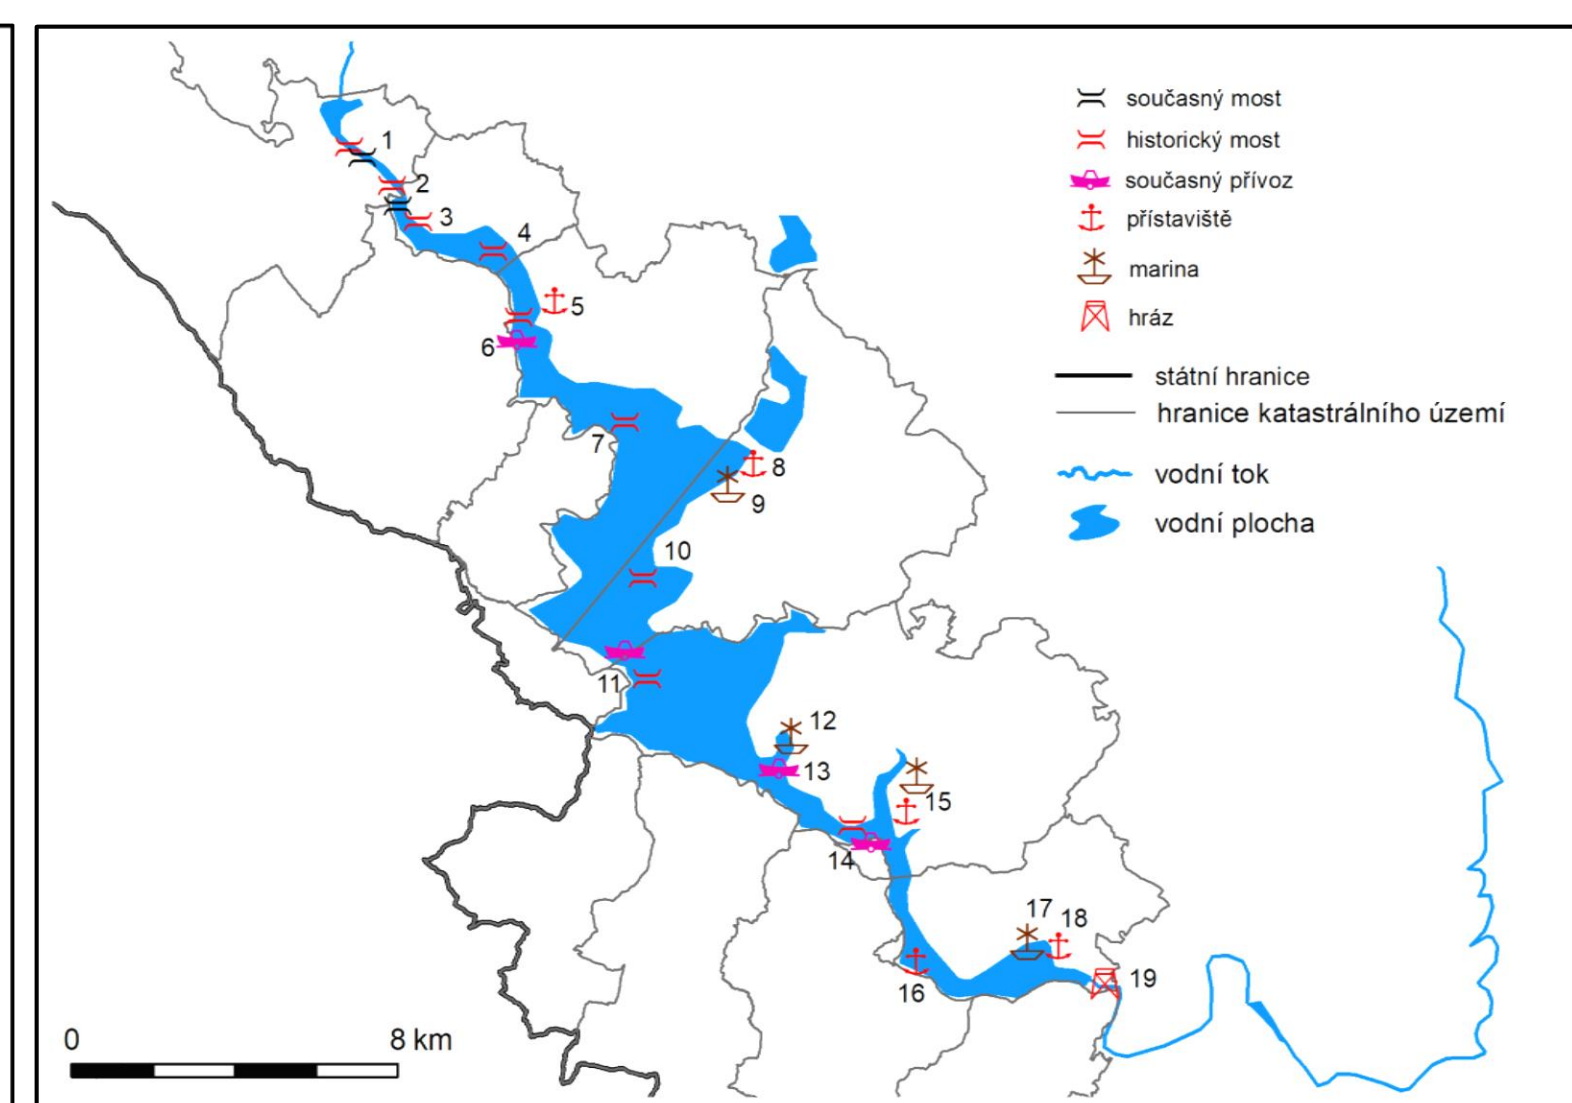 současný most
historický most
současný přívoz
přístaviště
marina
hráz
státní hranice
hranice katastrálního území
vodní tok
vodní plocha
1
2
3
4
5
6
7
8
9
10
11
12
13
14
15
16
17
18
19
0 8 km